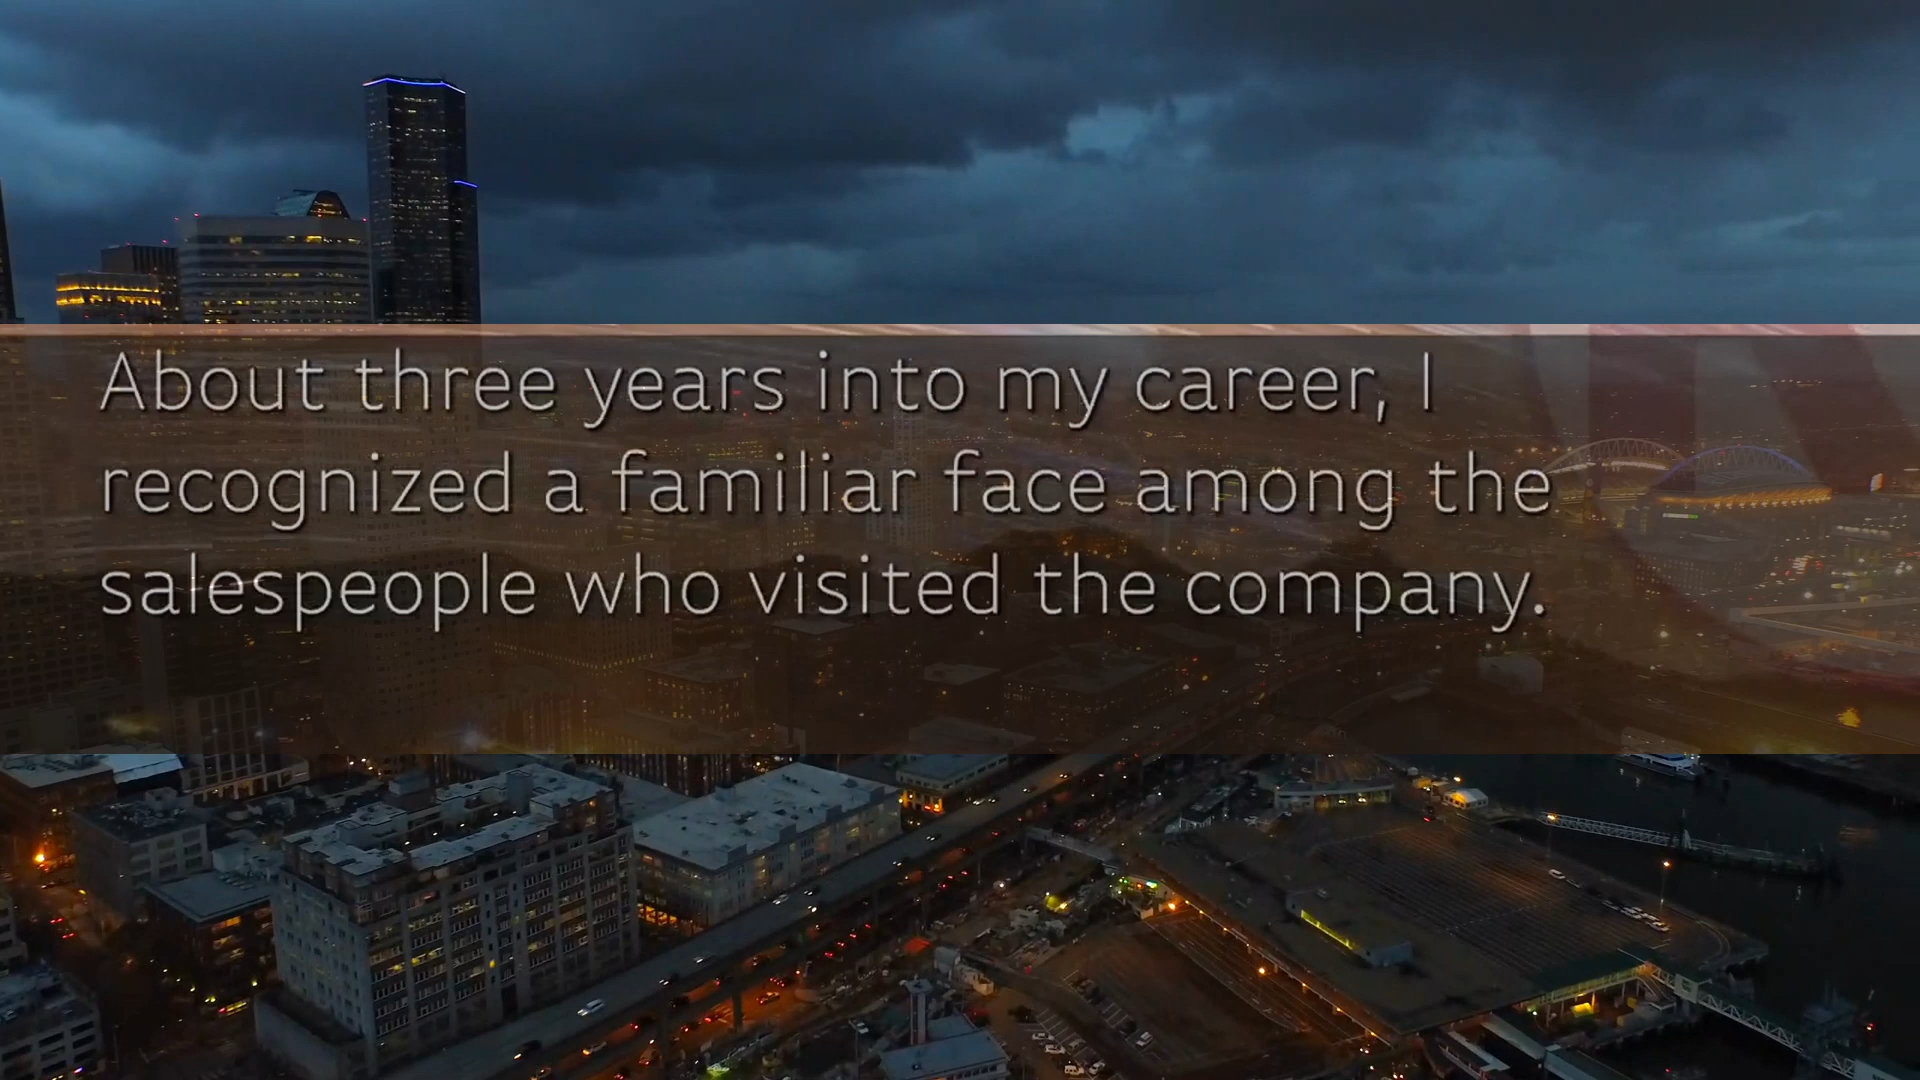 About three years into my career, I
recognized a familiar face among the
salespeople who visited the company.